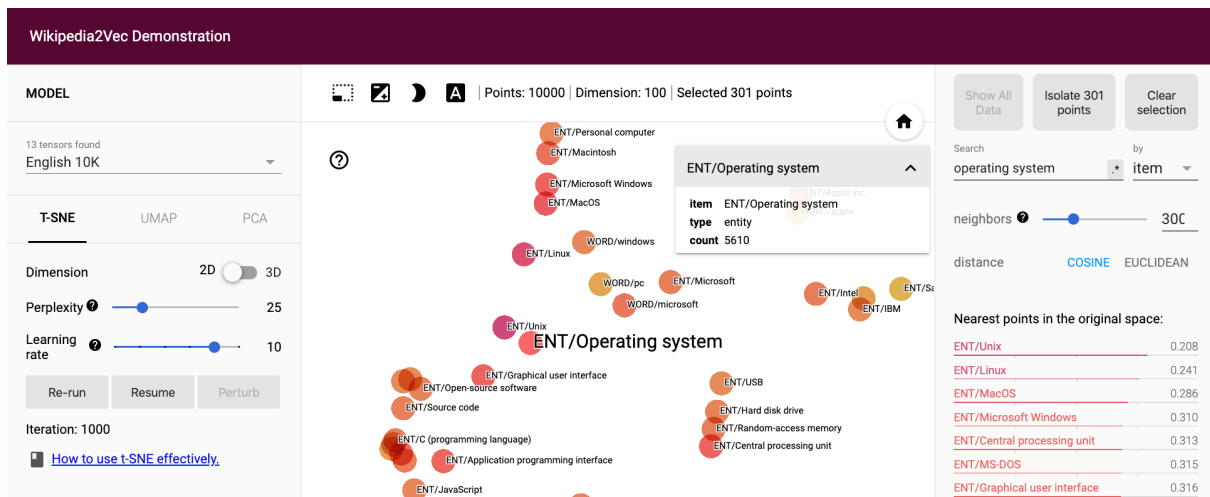 Wikipedia2Vec Demonstration
MODEL
13 tensors found
English 10K
T-SNE UMAP PCA
Dimension 2D 3D
Perplexity ? 25
Learning rate ? 10
Re-run Resume Perturb
Iteration: 1000
How to use t-SNE effectively.
A | Points: 10000 | Dimension: 100 | Selected 301 points
?
ENT/Personal computer
ENT/Macintosh
ENT/Microsoft Windows
ENT/MacOS
WORD/windows
ENT/Linux
WORD/pc
ENT/Microsoft
WORD/microsoft
ENT/Intel
ENT/IBM
ENT/Sa
ENT/Unix
ENT/Operating system
ENT/Graphical user interface
ENT/Open-source software
ENT/Source code
ENT/USB
ENT/Hard disk drive
ENT/Random-access memory
ENT/Central processing unit
ENT/C (programming language)
ENT/Application programming interface
ENT/JavaScript
ENT/Operating system
ENT/Apple Inc.
WORD/apple
item ENT/Operating system
type entity
count 5610
Show All Data
Isolate 301 points
Clear selection
Search by
operating system .* item
neighbors ? 300
distance COSINE EUCLIDEAN
Nearest points in the original space:
ENT/Unix 0.208
ENT/Linux 0.241
ENT/MacOS 0.286
ENT/Microsoft Windows 0.310
ENT/Central processing unit 0.313
ENT/MS-DOS 0.315
ENT/Graphical user interface 0.316